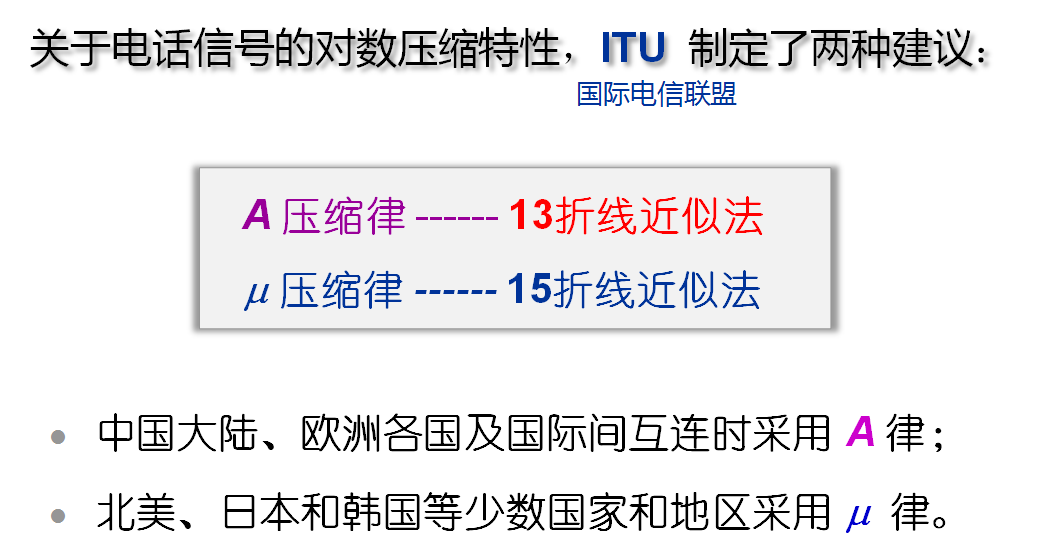 关于电话信号的对数压缩特性，ITU 制定了两种建议：
国际电信联盟
A 压缩律 ------ 13折线近似法
μ 压缩律 ------ 15折线近似法
• 中国大陆、欧洲各国及国际间互连时采用 A 律；
• 北美、日本和韩国等少数国家和地区采用 μ 律。